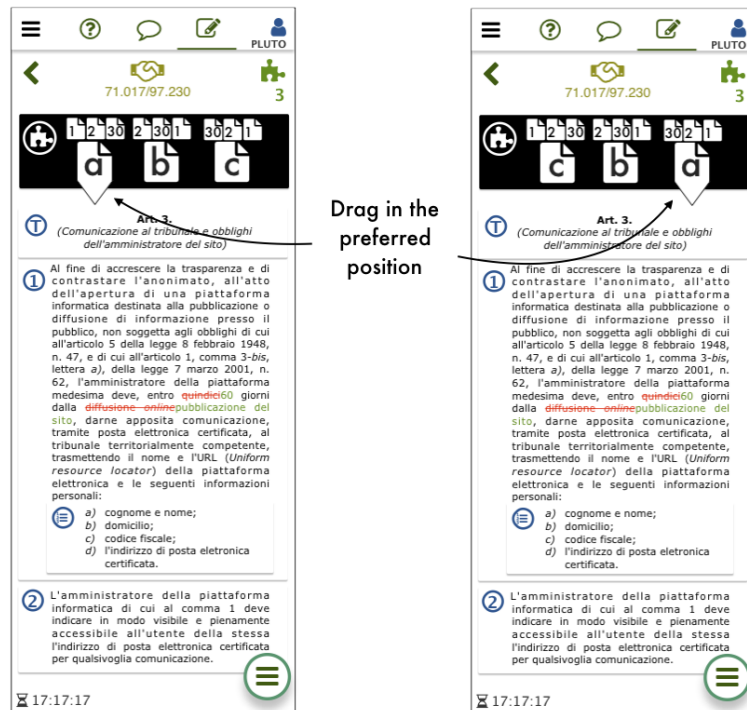 PLUTO
71.017/97.230
3
1 2 30 2 30 1 30 2 1
a b c
T
Art. 3.
(Comunicazione al tribunale e obblighi
dell'amministratore del sito)
1
Al fine di accrescere la trasparenza e di
contrastare l'anonimato, all'atto
dell'apertura di una piattaforma
informatica destinata alla pubblicazione o
diffusione di informazione presso il
pubblico, non soggetta agli obblighi di cui
all'articolo 5 della legge 8 febbraio 1948,
n. 47, e di cui all'articolo 1, comma 3-bis,
lettera a), della legge 7 marzo 2001, n.
62, l'amministratore della piattaforma
medesima deve, entro quindici60 giorni
dalla diffusione onlinepubblicazione del
sito, darne apposita comunicazione,
tramite posta elettronica certificata, al
tribunale territorialmente competente,
trasmettendo il nome e l'URL (Uniform
resource locator) della piattaforma
elettronica e le seguenti informazioni
personali:
a) cognome e nome;
b) domicilio;
c) codice fiscale;
d) l'indirizzo di posta eletronica
certificata.
2
L'amministratore della piattaforma
informatica di cui al comma 1 deve
indicare in modo visibile e pienamente
accessibile all'utente della stessa
l'indirizzo di posta elettronica certificata
per qualsivoglia comunicazione.
17:17:17
Drag in the
preferred
position
PLUTO
71.017/97.230
3
1 2 30 2 30 1 30 2 1
c b a
T
Art. 3.
(Comunicazione al tribunale e obblighi
dell'amministratore del sito)
1
Al fine di accrescere la trasparenza e di
contrastare l'anonimato, all'atto
dell'apertura di una piattaforma
informatica destinata alla pubblicazione o
diffusione di informazione presso il
pubblico, non soggetta agli obblighi di cui
all'articolo 5 della legge 8 febbraio 1948,
n. 47, e di cui all'articolo 1, comma 3-bis,
lettera a), della legge 7 marzo 2001, n.
62, l'amministratore della piattaforma
medesima deve, entro quindici60 giorni
dalla diffusione onlinepubblicazione del
sito, darne apposita comunicazione,
tramite posta elettronica certificata, al
tribunale territorialmente competente,
trasmettendo il nome e l'URL (Uniform
resource locator) della piattaforma
elettronica e le seguenti informazioni
personali:
a) cognome e nome;
b) domicilio;
c) codice fiscale;
d) l'indirizzo di posta eletronica
certificata.
2
L'amministratore della piattaforma
informatica di cui al comma 1 deve
indicare in modo visibile e pienamente
accessibile all'utente della stessa
l'indirizzo di posta elettronica certificata
per qualsivoglia comunicazione.
17:17:17